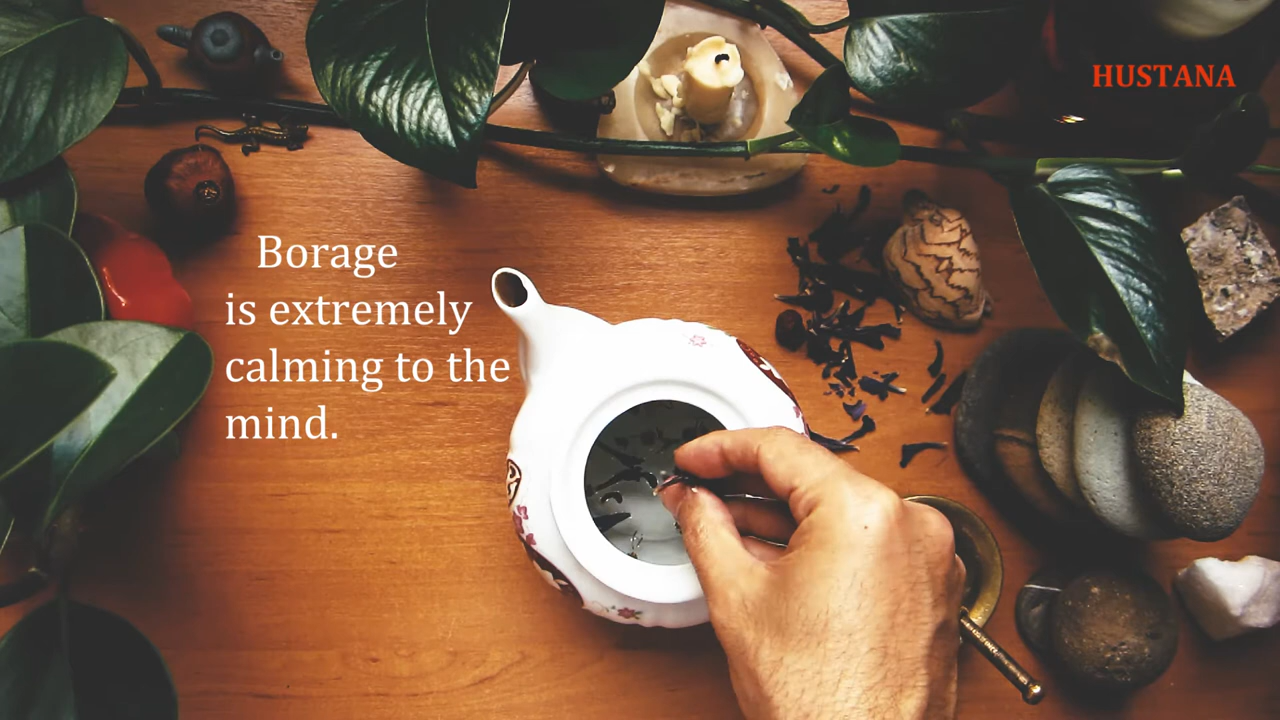 HUSTANA
Borage
is extremely
calming to the
mind.